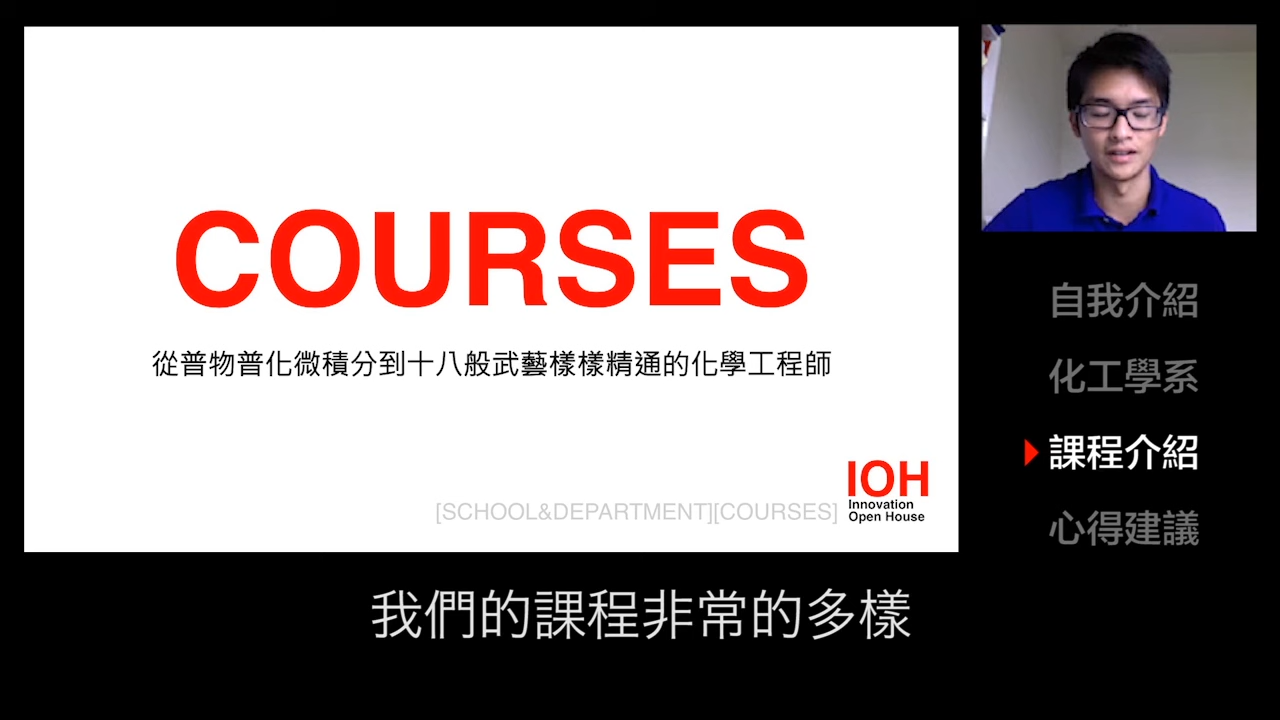 COURSES
從普物普化微積分到十八般武藝樣樣精通的化學工程師
[SCHOOL&DEPARTMENT][COURSES]
IOH
Innovation
Open House
自我介紹
化工學系
課程介紹
心得建議
我們的課程非常的多樣